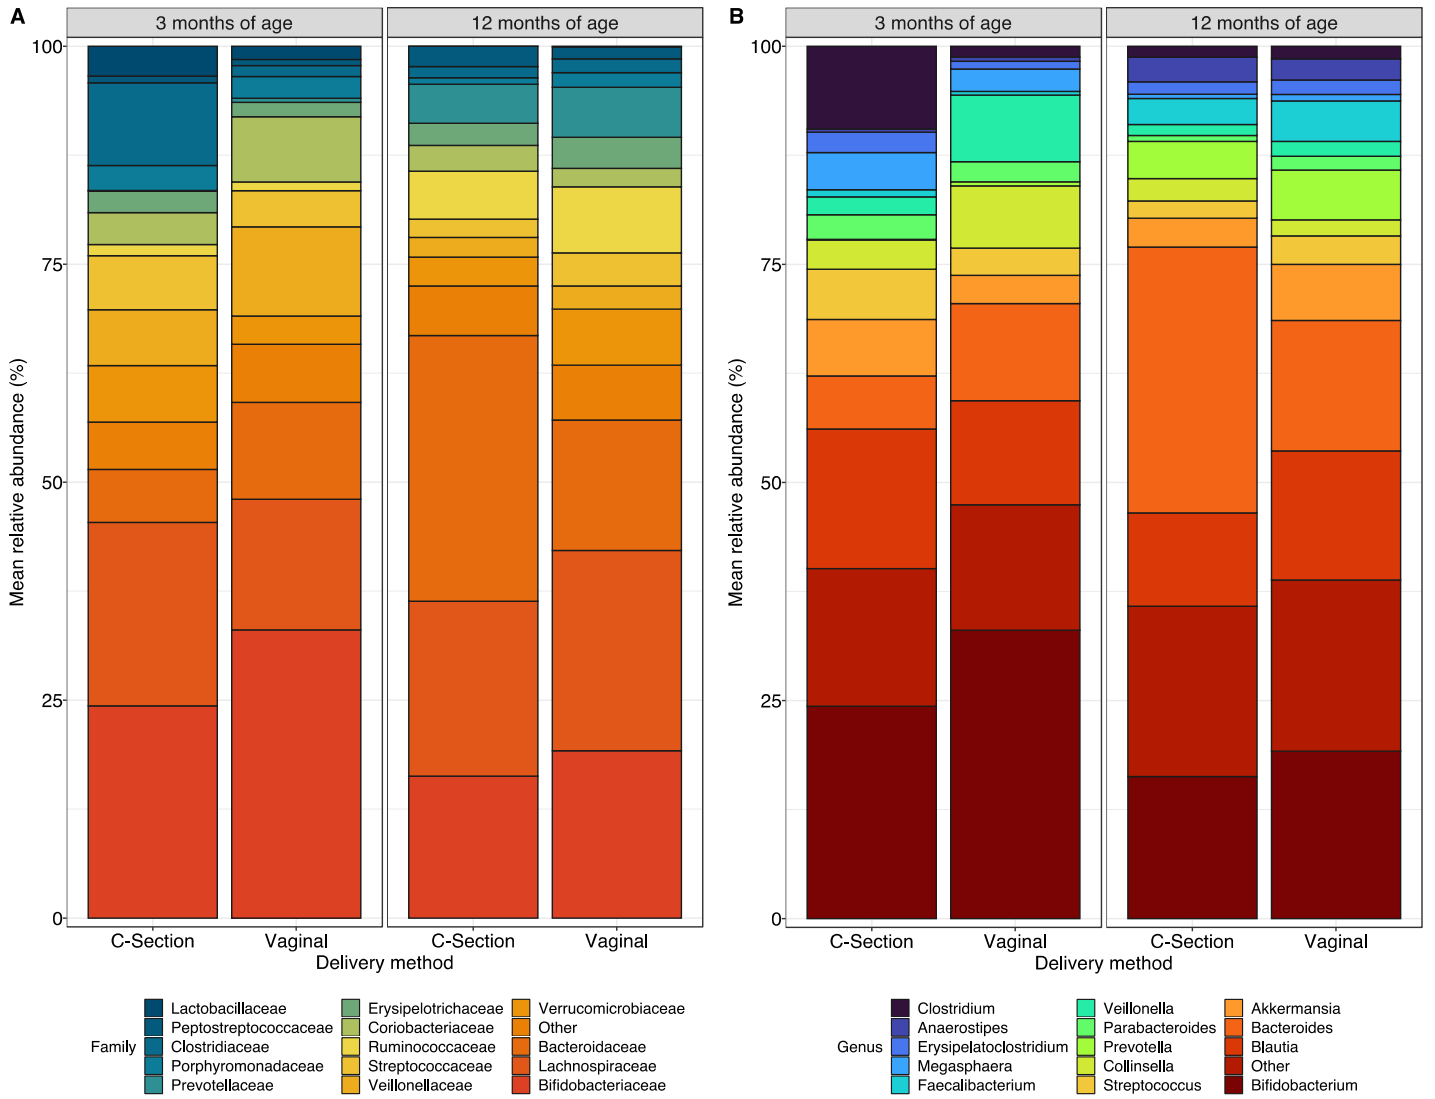 A
3 months of age
12 months of age
100
75
50
25
0
Mean relative abundance (%)
C-Section
Vaginal
C-Section
Vaginal
Delivery method
Family
Lactobacillaceae
Peptostreptococcaceae
Clostridiaceae
Porphyromonadaceae
Prevotellaceae
Erysipelotrichaceae
Coriobacteriaceae
Ruminococcaceae
Streptococcaceae
Veillonellaceae
Verrucomicrobiaceae
Other
Bacteroidaceae
Lachnospiraceae
Bifidobacteriaceae
B
3 months of age
12 months of age
100
75
50
25
0
Mean relative abundance (%)
C-Section
Vaginal
C-Section
Vaginal
Delivery method
Genus
Clostridium
Anaerostipes
Erysipelatoclostridium
Megasphaera
Faecalibacterium
Veillonella
Parabacteroides
Prevotella
Collinsella
Streptococcus
Akkermansia
Bacteroides
Blautia
Other
Bifidobacterium